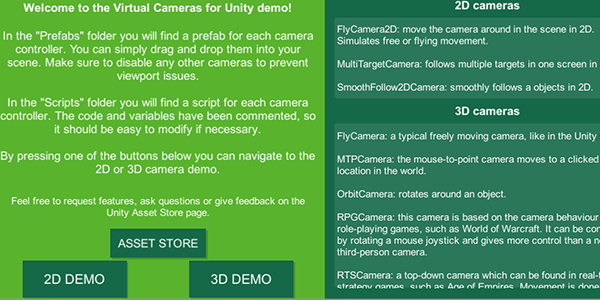 Welcome to the Virtual Cameras for Unity demo!
In the "Prefabs" folder you will find a prefab for each camera
controller. You can simply drag and drop them into your
scene. Make sure to disable any other cameras to prevent
viewport issues.
In the "Scripts" folder you will find a script for each camera
controller. The code and variables have been commented, so
it should be easy to modify if necessary.
By pressing one of the buttons below you can navigate to the
2D or 3D camera demo.
Feel free to request features, ask questions or give feedback on the
Unity Asset Store page.
ASSET STORE
2D DEMO
3D DEMO
2D cameras
FlyCamera2D: move the camera around in the scene in 2D.
Simulates free or flying movement.
MultiTargetCamera: follows multiple targets in one screen in
SmoothFollow2DCamera: smoothly follows a objects in 2D.
3D cameras
FlyCamera: a typical freely moving camera, like in the Unity
MTPCamera: the mouse-to-point camera moves to a clicked
location in the world.
OrbitCamera: rotates around an object.
RPGCamera: this camera is based on the camera behaviour
role-playing games, such as World of Warcraft. It can be
by rotating a mouse joystick and gives more control than a
third-person camera.
RTSCamera: a top-down camera which can be found in
strategy games, such as Age of Empires. Movement is done